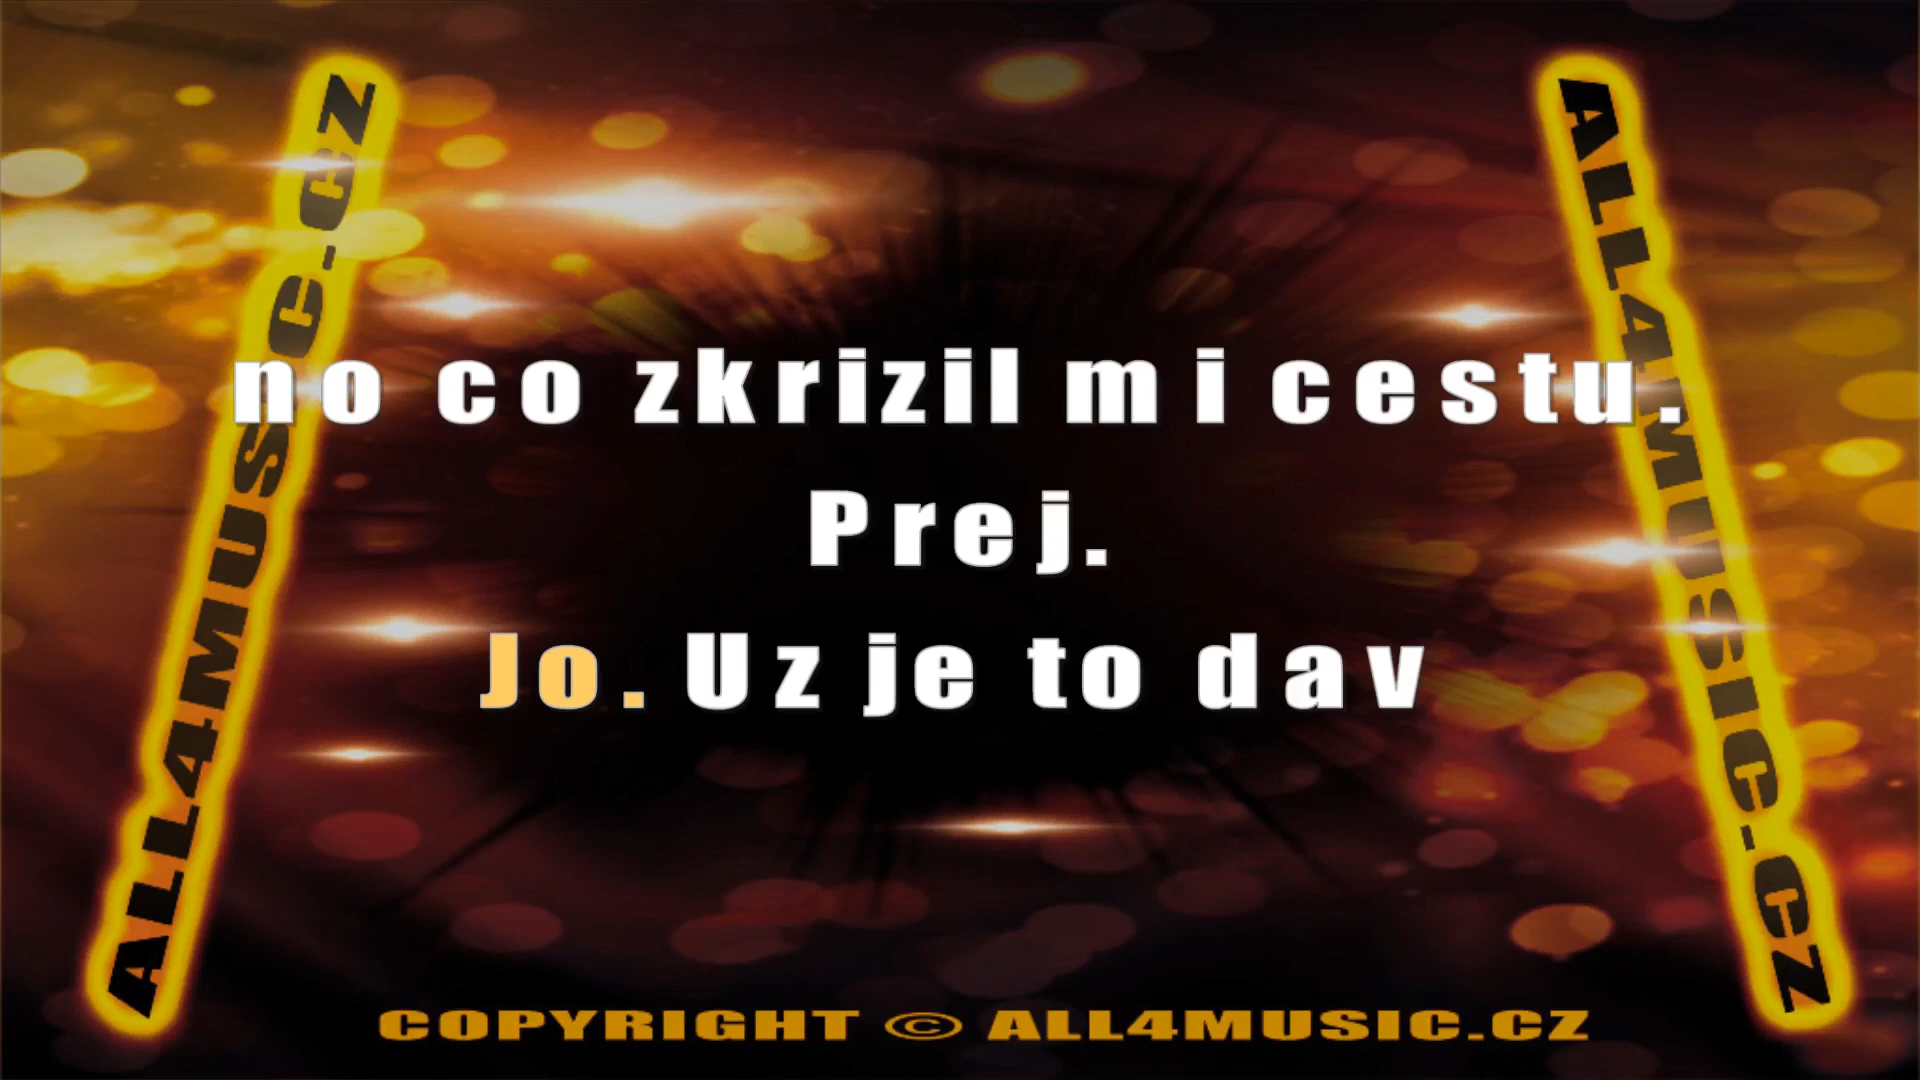 ALL4MUSIC.CZ
ALL4MUSIC.CZ
no co zkrizil mi cestu.
Prej.
Jo. Uz je to dav
COPYRIGHT © ALL4MUSIC.CZ